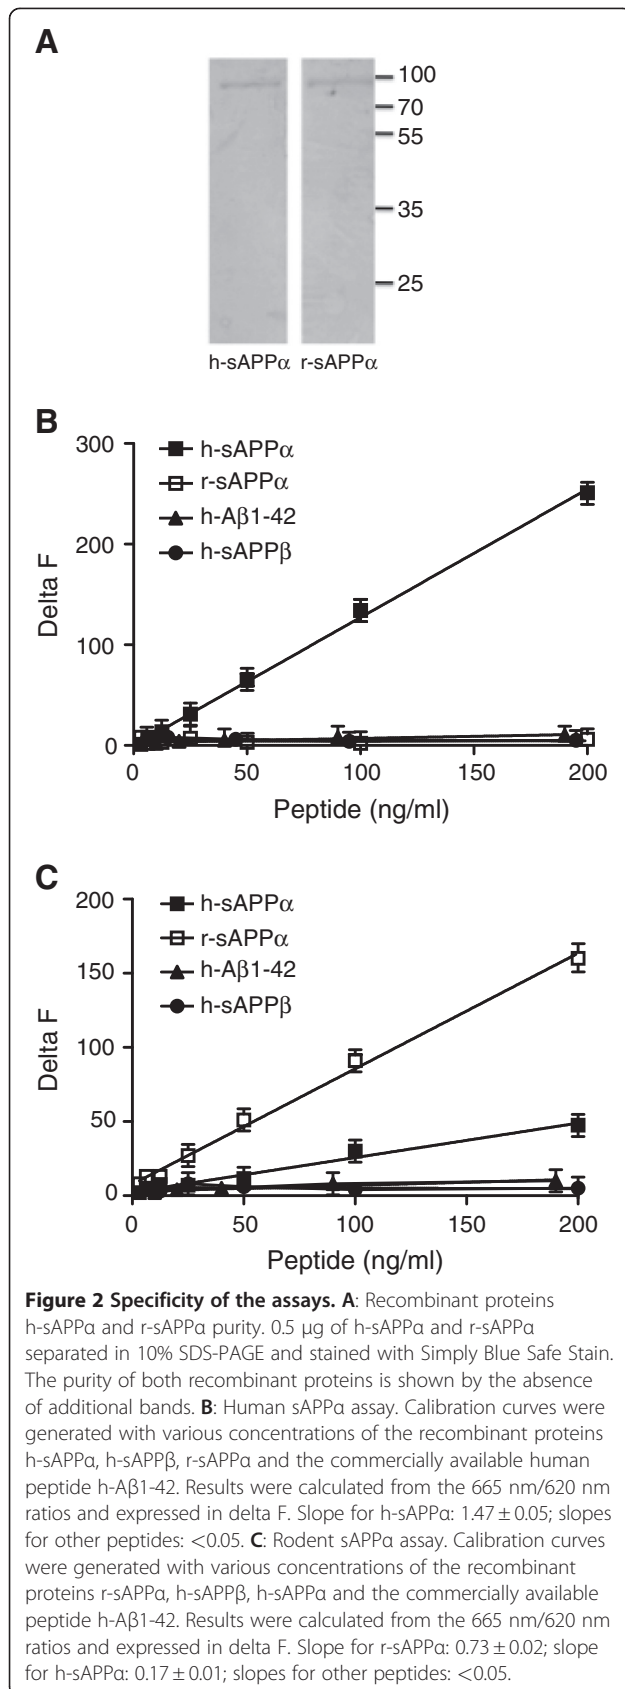 A
100
70
55
35
25
h-sAPPα r-sAPPα
B
300
200
100
0
Delta F
h-sAPPα
r-sAPPα
h-Aβ1-42
h-sAPPβ
0 50 100 150 200
Peptide (ng/ml)
C
200
150
100
50
0
Delta F
h-sAPPα
r-sAPPα
h-Aβ1-42
h-sAPPβ
0 50 100 150 200
Peptide (ng/ml)
Figure 2 Specificity of the assays. A: Recombinant proteins
h-sAPPα and r-sAPPα purity. 0.5 μg of h-sAPPα and r-sAPPα
separated in 10% SDS-PAGE and stained with Simply Blue Safe Stain.
The purity of both recombinant proteins is shown by the absence
of additional bands. B: Human sAPPα assay. Calibration curves were
generated with various concentrations of the recombinant proteins
h-sAPPα, h-sAPPβ, r-sAPPα and the commercially available human
peptide h-Aβ1-42. Results were calculated from the 665 nm/620 nm
ratios and expressed in delta F. Slope for h-sAPPα: 1.47 ± 0.05; slopes
for other peptides: <0.05. C: Rodent sAPPα assay. Calibration curves
were generated with various concentrations of the recombinant
proteins r-sAPPα, h-sAPPβ, h-sAPPα and the commercially available
peptide h-Aβ1-42. Results were calculated from the 665 nm/620 nm
ratios and expressed in delta F. Slope for r-sAPPα: 0.73 ± 0.02; slope
for h-sAPPα: 0.17 ± 0.01; slopes for other peptides: <0.05.